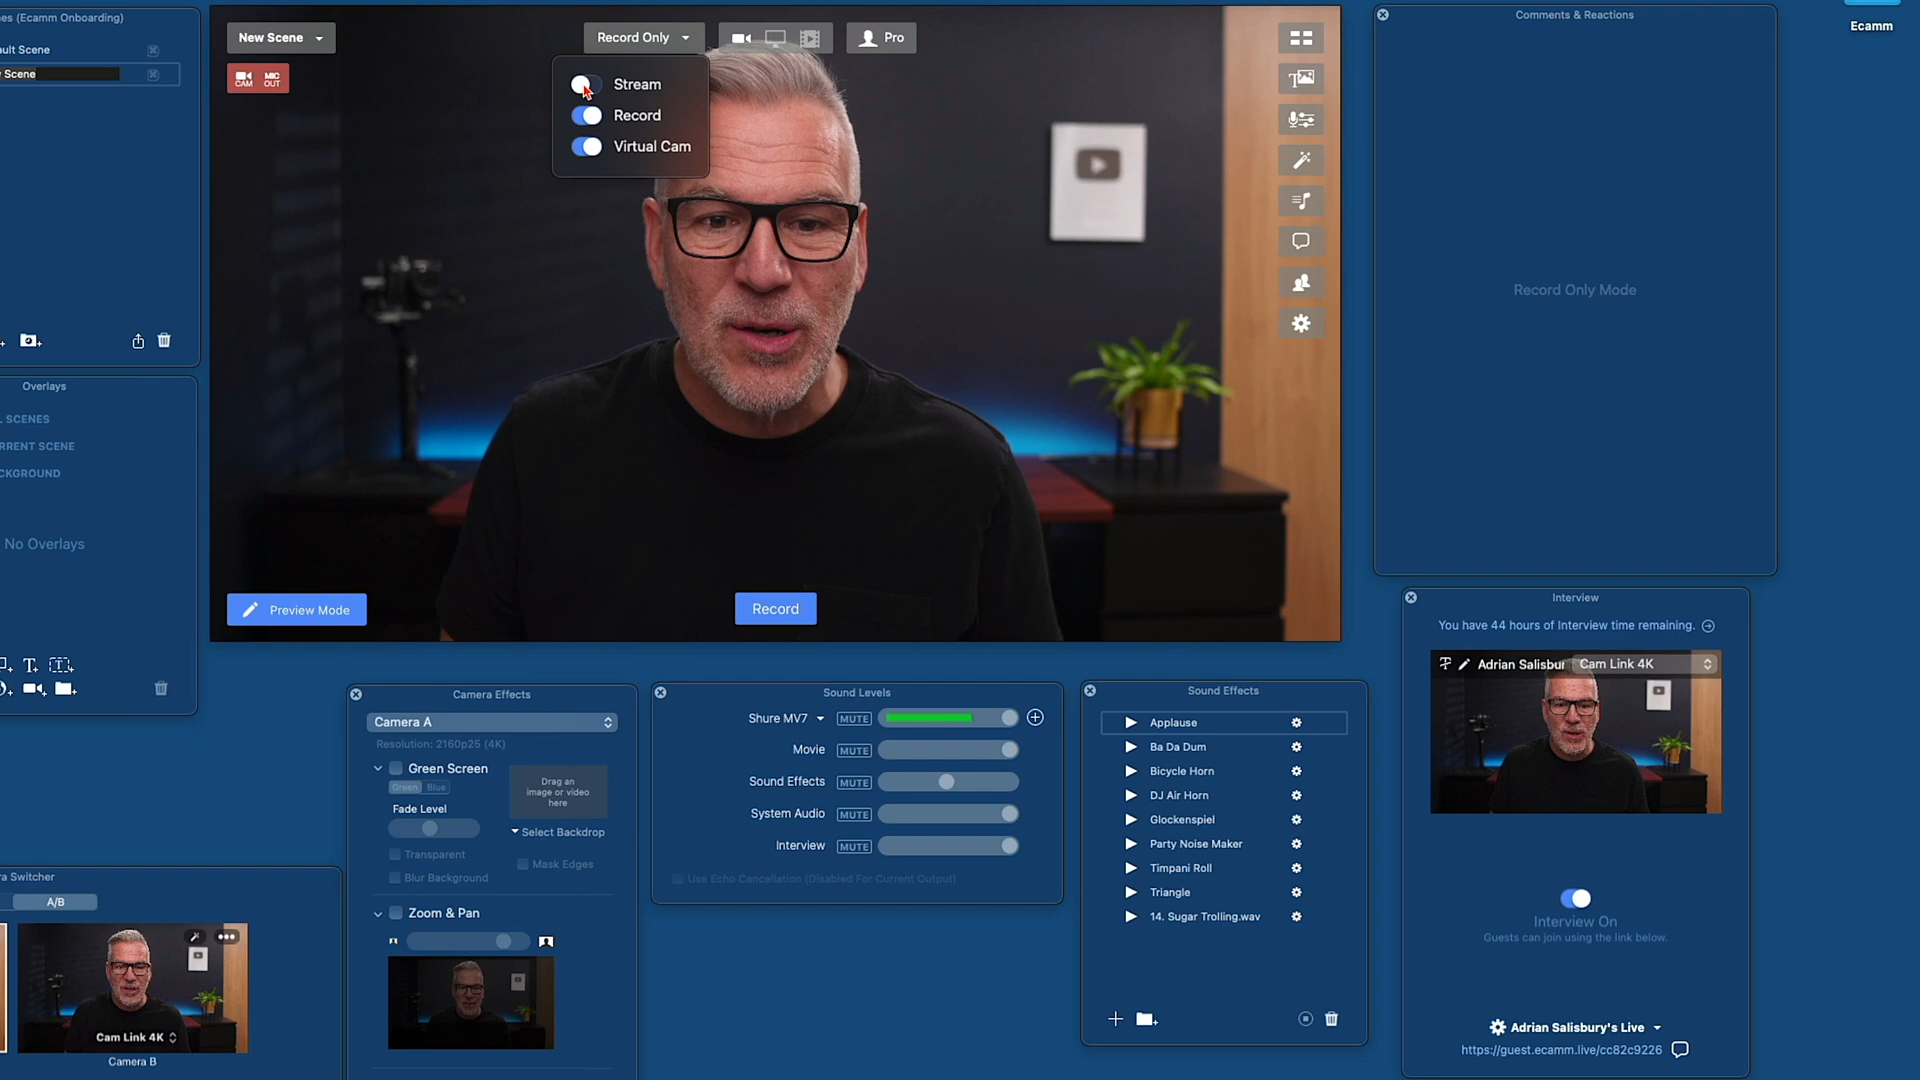 es (Ecamm Onboarding)
ault Scene
Scene
New Scene
CAM
MIC OUT
Record Only
Pro
Stream
Record
Virtual Cam
Preview Mode
Record
Comments & Reactions
Record Only Mode
Ecamm
Overlays
L SCENES
RRENT SCENE
CKGROUND
No Overlays
Camera Effects
Camera A
Resolution: 2160p25 (4K)
Green Screen
Green Blue
Fade Level
Drag an
image or video
here
Select Backdrop
Transparent
Mask Edges
Blur Background
Zoom & Pan
Sound Levels
Shure MV7 MUTE
Movie MUTE
Sound Effects MUTE
System Audio MUTE
Interview MUTE
Use Echo Cancellation (Disabled For Current Output)
Sound Effects
Applause
Ba Da Dum
Bicycle Horn
DJ Air Horn
Glockenspiel
Party Noise Maker
Timpani Roll
Triangle
14. Sugar Trolling.wav
Interview
You have 44 hours of Interview time remaining.
Adrian Salisbur Cam Link 4K
Interview On
Guests can join using the link below.
Adrian Salisbury's Live
https://guest.ecamm.live/cc82c9226
ra Switcher
A/B
Cam Link 4K
Camera B